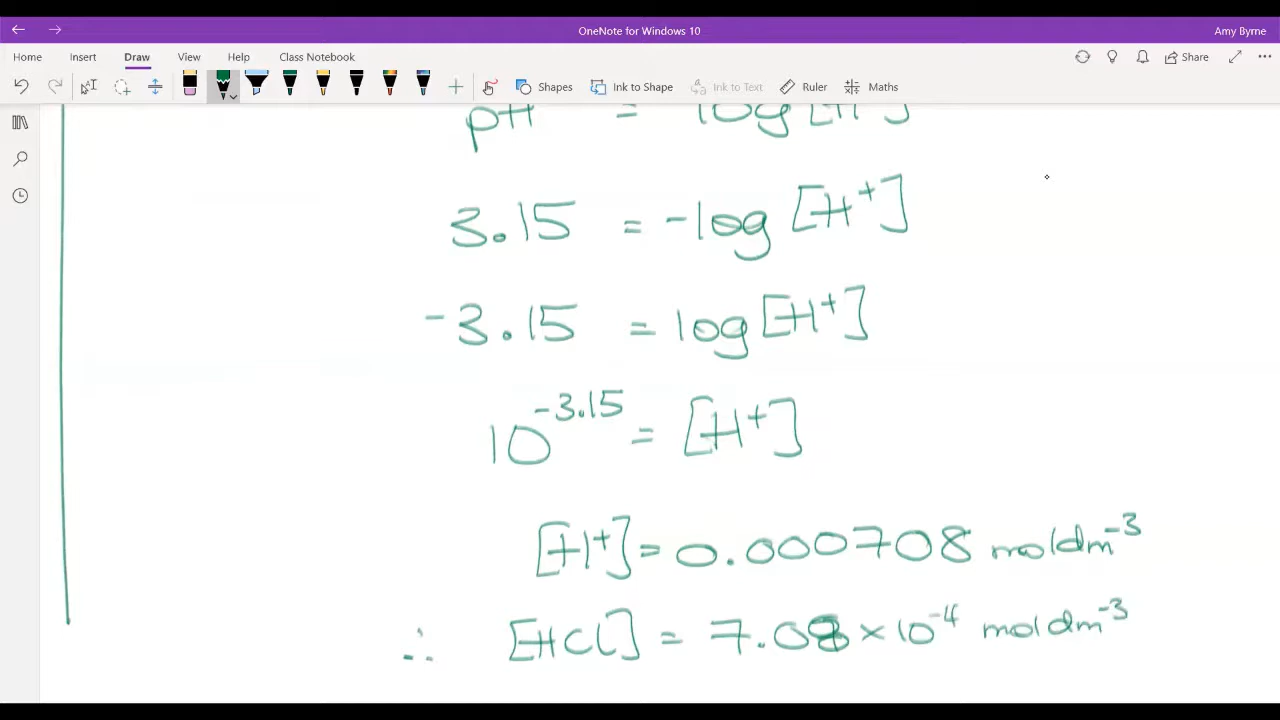 OneNote for Windows 10
Amy Byrne
Home Insert Draw View Help Class Notebook Share
Shapes Ink to Shape Ink to Text Ruler Maths
pH = log[H+]
3.15 = -log [H+]
-3.15 = log[H+]
10^-3.15 = [H+]
[H+] = 0.000708 moldm^-3
∴ [HCl] = 7.08 × 10^-4 moldm^-3